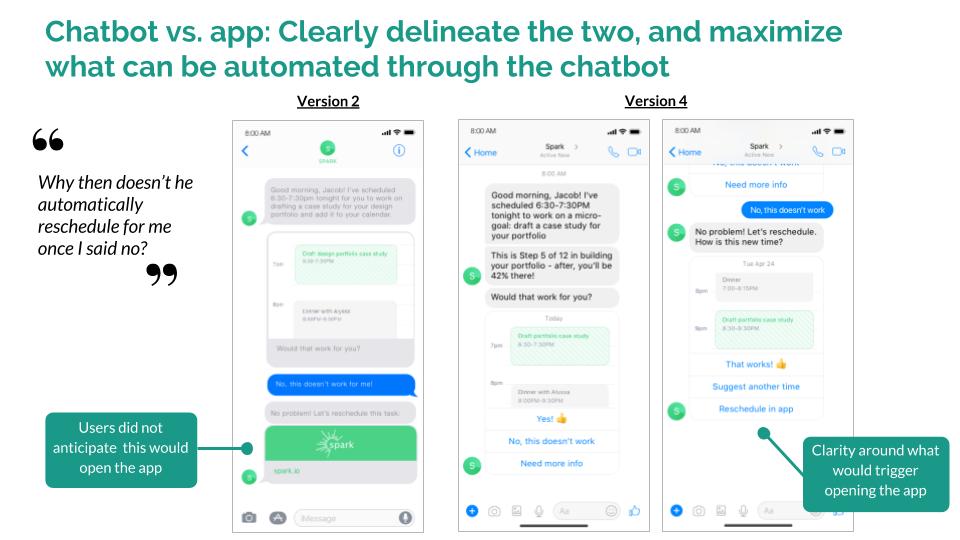 Chatbot vs. app: Clearly delineate the two, and maximize
what can be automated through the chatbot
Version 2
Version 4
“
Why then doesn’t he
automatically
reschedule for me
once I said no?
”
Users did not
anticipate this would
open the app
8:00 AM
S
SPARK
Good morning, Jacob! I've scheduled
6:30-7:30pm tonight for you to work on
drafting a case study for your design
portfolio and add it to your calendar.
S
7am
Draft design portfolio case study
6:30-7:30PM
8pm
Dinner with Alyssa
8:00PM-9:30PM
Would that work for you?
No, this doesn't work for me!
No problem! Let's reschedule this task:
spark
spark.io
S
iMessage
8:00 AM
Home
Spark
Active Now
8:00 AM
Good morning, Jacob! I've
scheduled 6:30-7:30PM
tonight to work on a micro-
goal: draft a case study for
your portfolio
This is Step 5 of 12 in building
your portfolio - after, you'll be
42% there!
S
Would that work for you?
Today
7pm
Draft portfolio case study
6:30-7:30PM
8pm
Dinner with Alyssa
8:00PM-9:30PM
Yes! 👍
No, this doesn't work
Need more info
S
Aa
8:00 AM
Home
Spark
Active Now
No, this doesn't work
S
Need more info
No, this doesn't work
S
No problem! Let's reschedule.
How is this new time?
Tue Apr 24
Dinner
7:00-8:15PM
8pm
Draft portfolio case study
8:30-9:30PM
9pm
That works! 👍
Suggest another time
Reschedule in app
S
Aa
Clarity around what
would trigger
opening the app